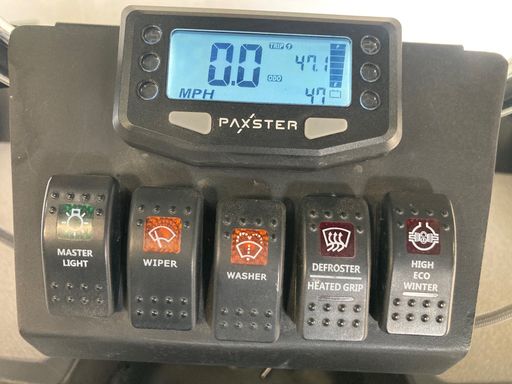 TRIP 1
0.0
47.1
ODO
MPH
47
PAXSTER
MASTER
LIGHT
WIPER
WASHER
DEFROSTER
HEATED GRIP
HIGH
ECO
WINTER